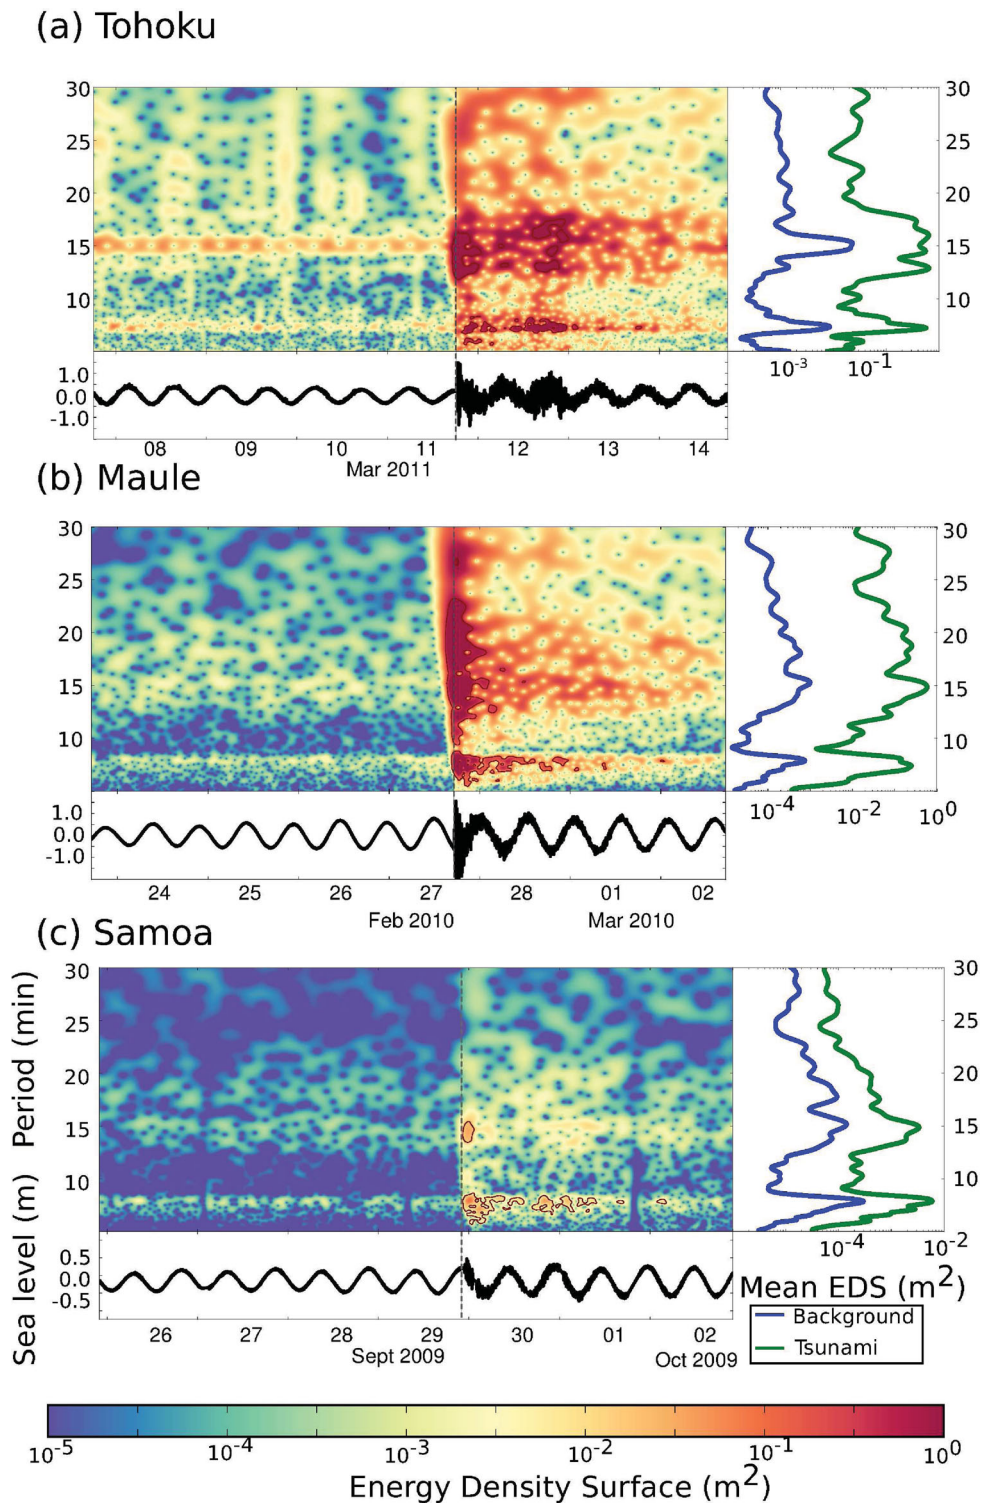 (a) Tohoku
30
25
20
15
10
30
25
20
15
10
10-3 10-1
1.0
0.0
-1.0
08 09 10 11 12 13 14
Mar 2011
(b) Maule
30
25
20
15
10
30
25
20
15
10
10-4 10-2 100
1.0
0.0
-1.0
24 25 26 27 28 01 02
Feb 2010 Mar 2010
(c) Samoa
Period (min)
30
25
20
15
10
30
25
20
15
10
10-4 10-2
Sea level (m)
0.5
0.0
-0.5
26 27 28 29 30 01 02
Sept 2009 Oct 2009
Mean EDS (m2)
Background
Tsunami
10-5 10-4 10-3 10-2 10-1 100
Energy Density Surface (m2)